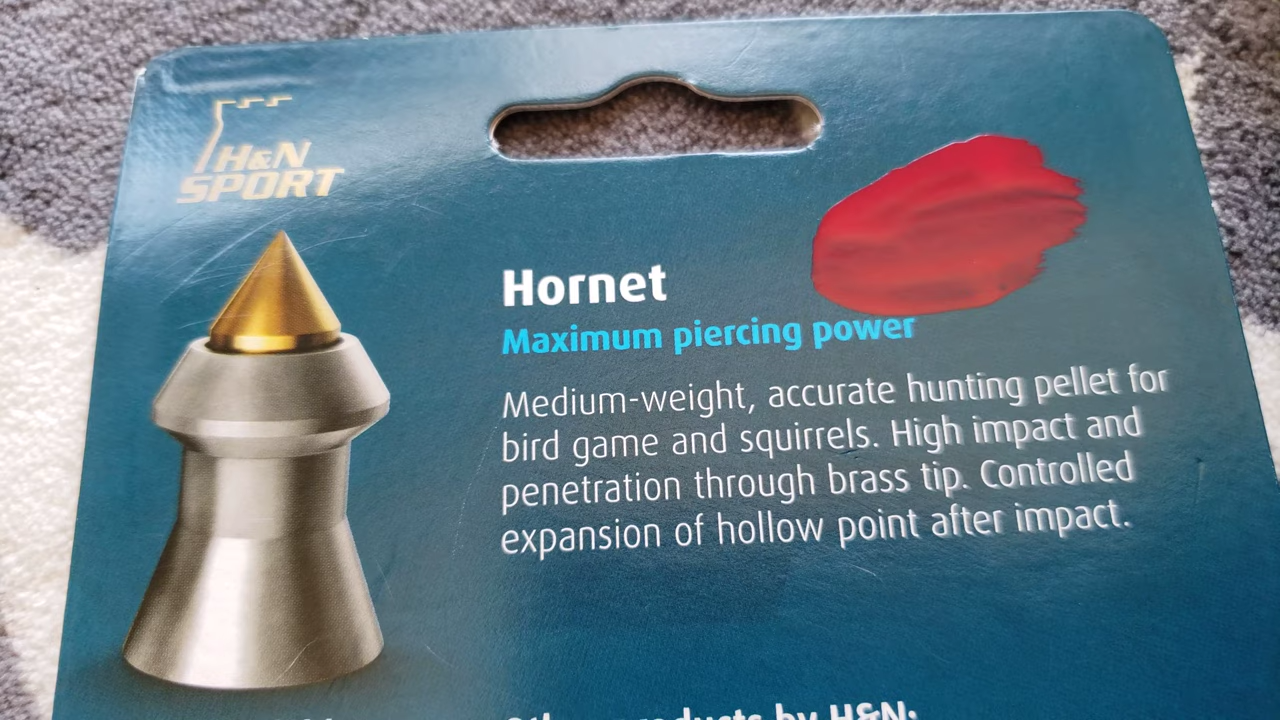 H&N
SPORT
Hornet
Maximum piercing power
Medium-weight, accurate hunting pellet for
bird game and squirrels. High impact and
penetration through brass tip. Controlled
expansion of hollow point after impact.
products by H&N: